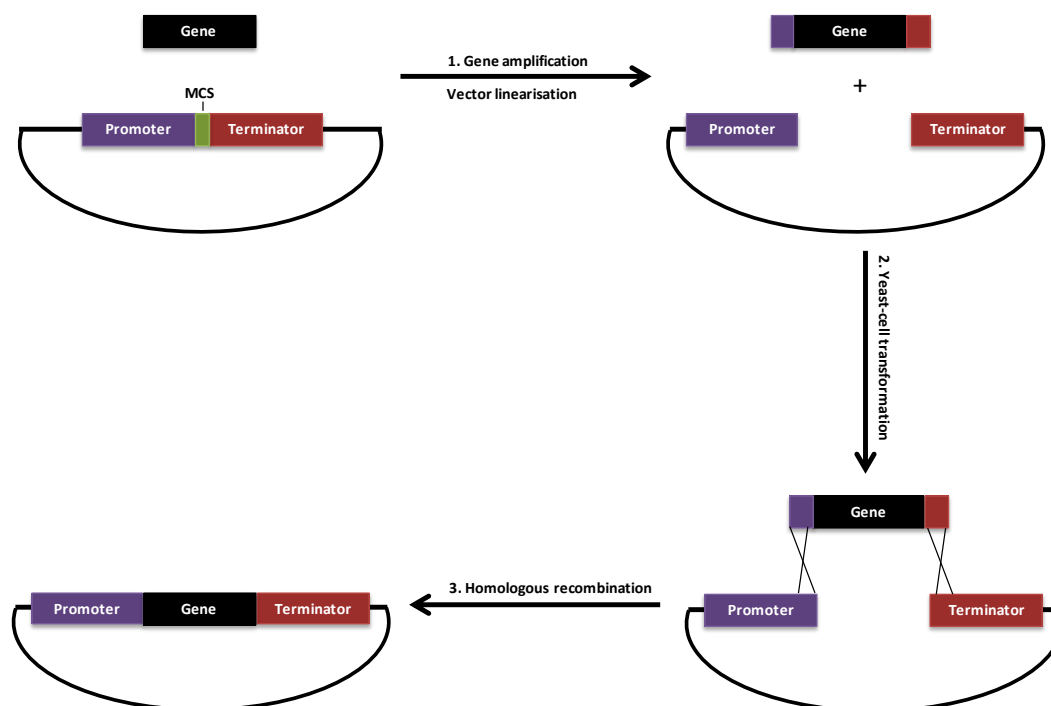 Gene
MCS
Promoter
Terminator
1. Gene amplification
Vector linearisation
Gene
+
Promoter
Terminator
2. Yeast-cell transformation
Gene
Promoter
Terminator
3. Homologous recombination
Promoter
Gene
Terminator